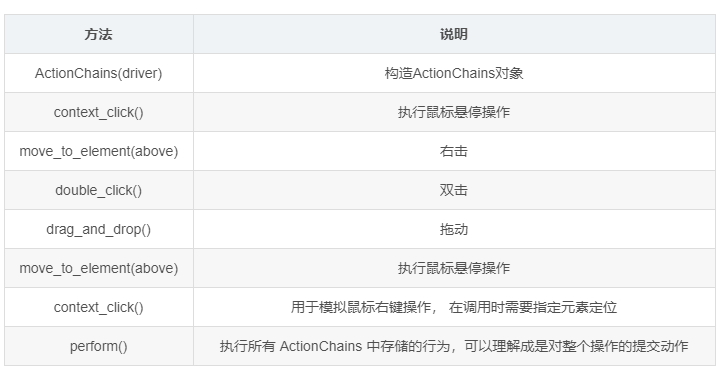 方法 说明
ActionChains(driver) 构造ActionChains对象
context_click() 执行鼠标悬停操作
move_to_element(above) 右击
double_click() 双击
drag_and_drop() 拖动
move_to_element(above) 执行鼠标悬停操作
context_click() 用于模拟鼠标右键操作， 在调用时需要指定元素定位
perform() 执行所有 ActionChains 中存储的行为，可以理解成是对整个操作的提交动作